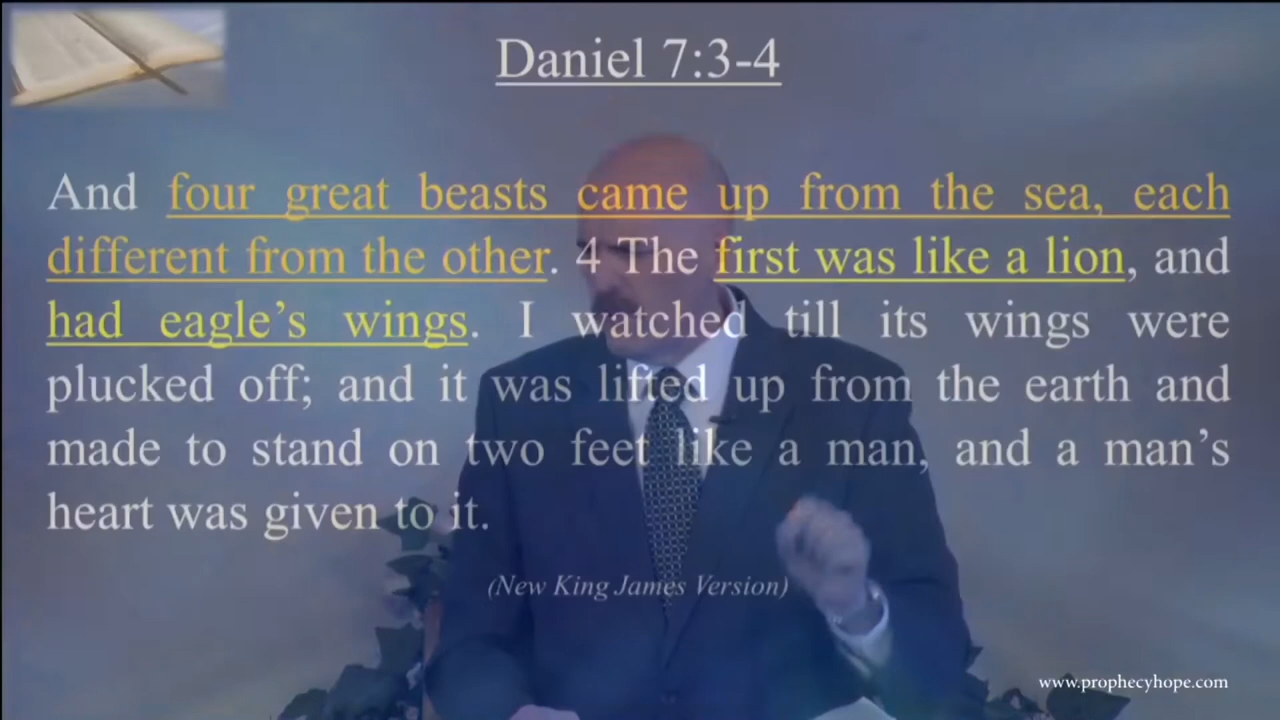 Daniel 7:3-4
And four great beasts came up from the sea, each
different from the other. 4 The first was like a lion, and
had eagle’s wings. I watched till its wings were
plucked off; and it was lifted up from the earth and
made to stand on two feet like a man, and a man’s
heart was given to it.
(New King James Version)
www.prophecyhope.com